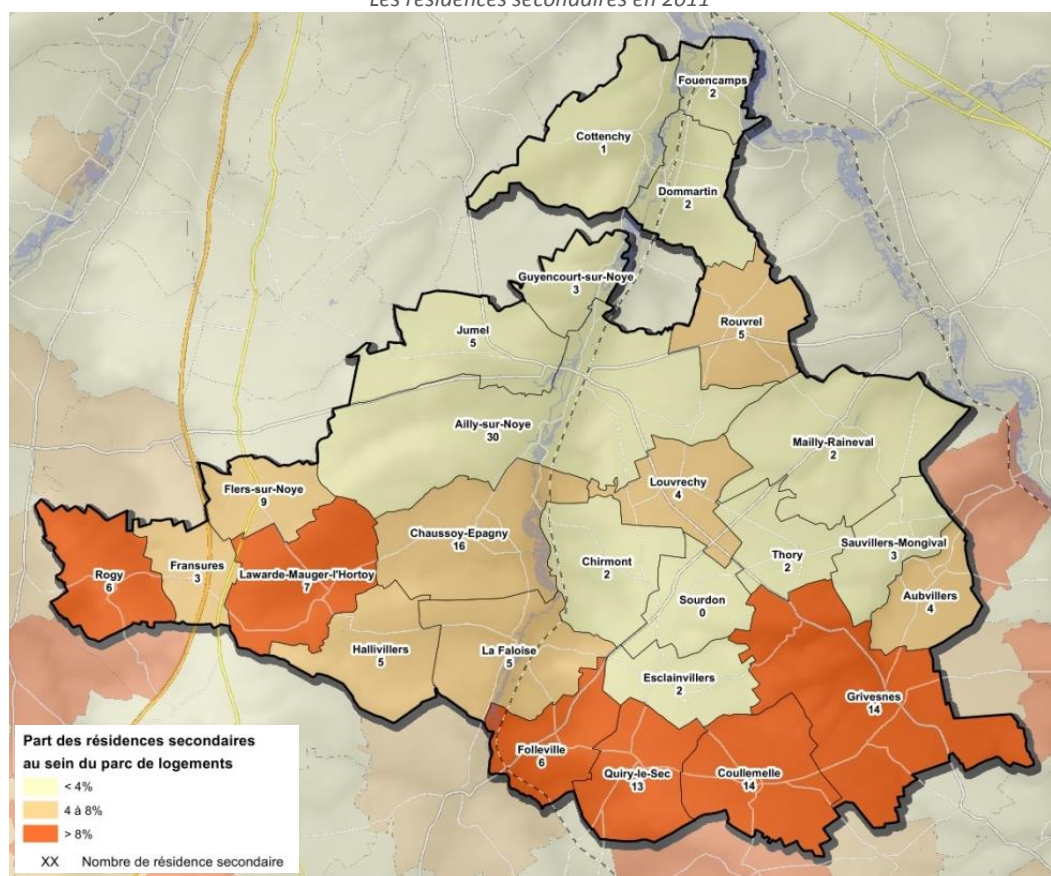 Les résidences secondaires en 2011
Fouencamps
2
Cottenchy
1
Dommartin
2
Guyencourt-sur-Noye
3
Rouvrel
5
Jumel
5
Ailly-sur-Noye
30
Mailly-Raineval
2
Louvrechy
4
Flers-sur-Noye
9
Chaussoy-Epagny
16
Sauvillers-Mongival
3
Thory
2
Chirmont
2
Fransures
3
Lawarde-Mauger-l'Hortoy
7
Rogy
6
Aubvillers
4
Sourdon
0
Hallivillers
5
La Faloise
5
Esclainvillers
2
Grivesnes
14
Folleville
6
Quiry-le-Sec
13
Coullemelle
14
Part des résidences secondaires
au sein du parc de logements
< 4%
4 à 8%
> 8%
XX Nombre de résidence secondaire